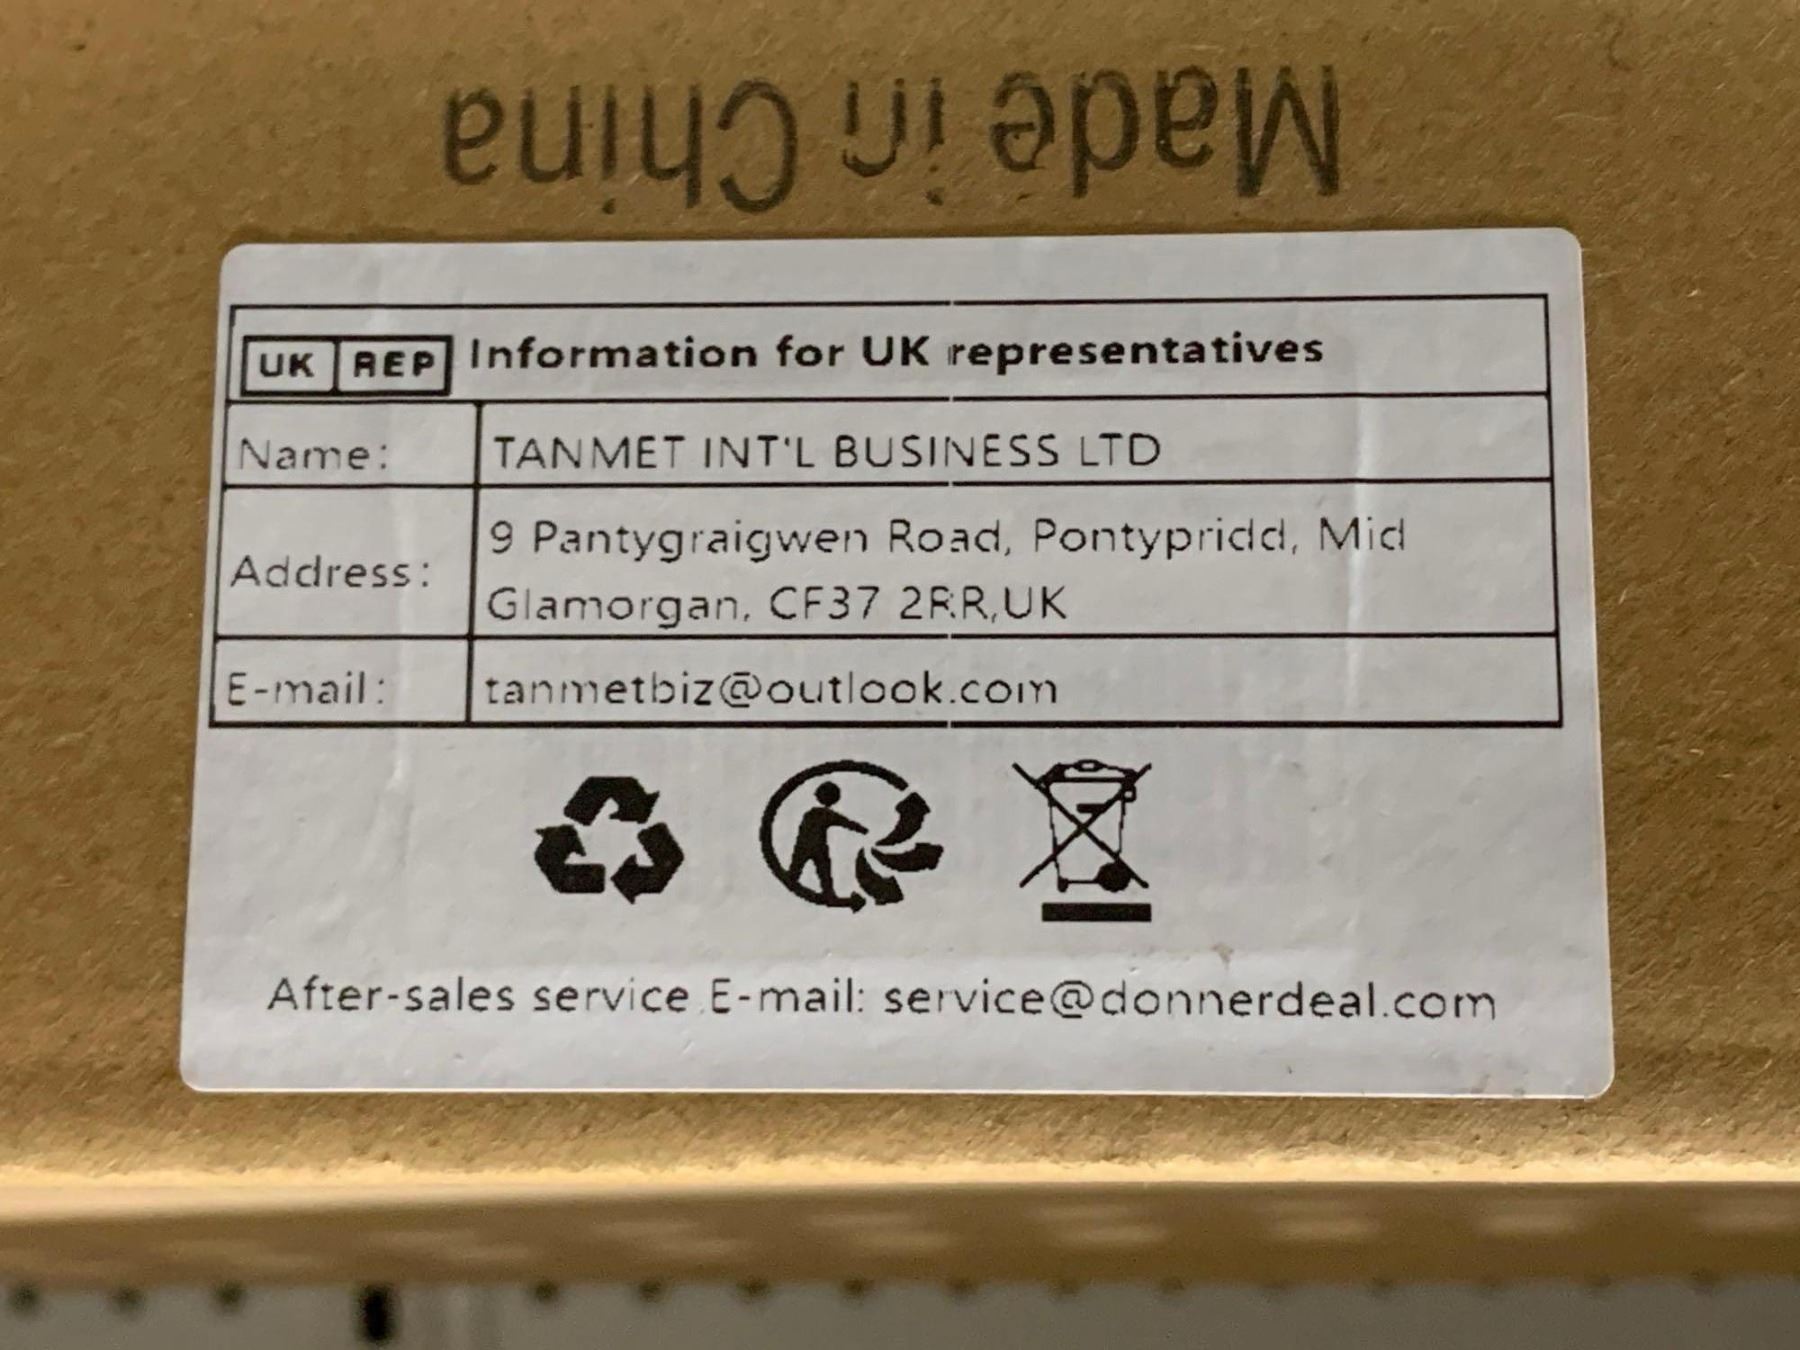 Made in China
UK REP Information for UK representatives
Name: TANMET INT'L BUSINESS LTD
Address: 9 Pantygraigwen Road, Pontypridd, Mid
Glamorgan, CF37 2RR,UK
E-mail: tanmetbiz@outlook.com
After-sales service E-mail: service@donnerdeal.com